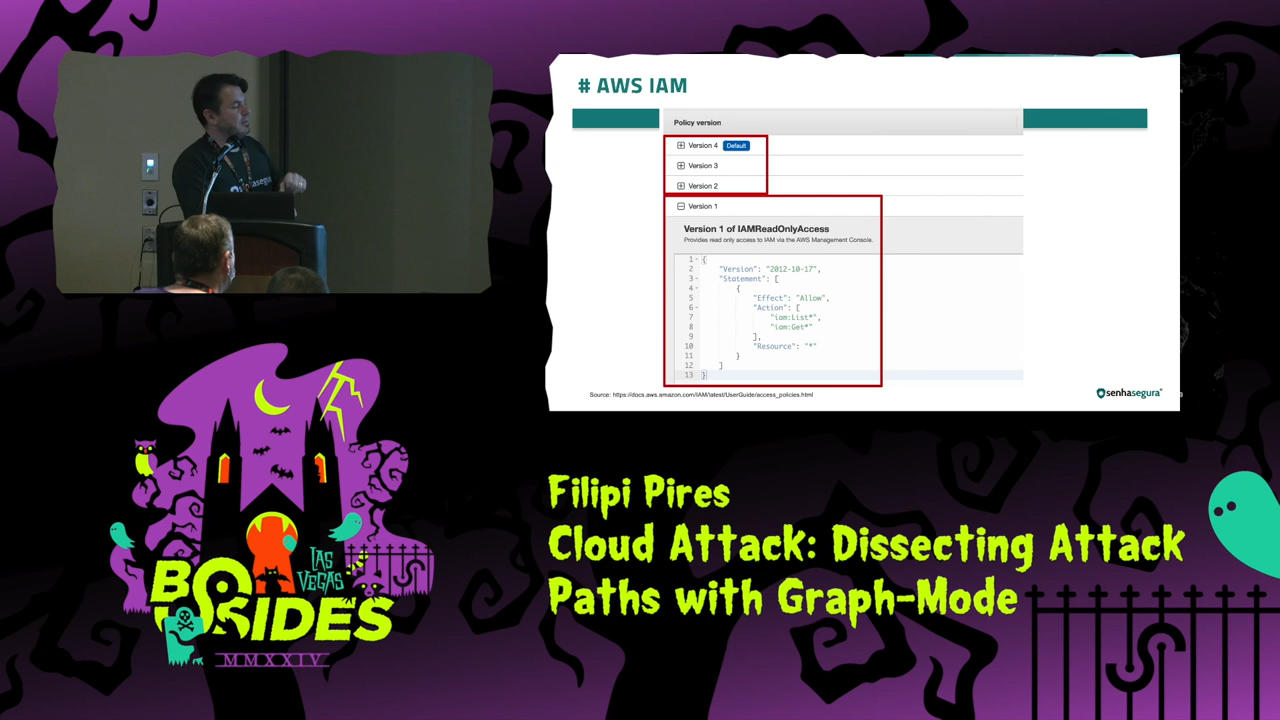 # AWS IAM
Policy version
Version 4 Default
Version 3
Version 2
Version 1
Version 1 of IAMReadOnlyAccess
Provides read only access to IAM via the AWS Management Console.
1 {
2 "Version": "2012-10-17",
3 "Statement": [
4 {
5 "Effect": "Allow",
6 "Action": [
7 "iam:List*",
8 "iam:Get*"
9 ],
10 "Resource": "*"
11 }
12 ]
13 }
Source: https://docs.aws.amazon.com/IAM/latest/UserGuide/access_policies.html
senhasegura
Filipi Pires
Cloud Attack: Dissecting Attack
Paths with Graph-Mode
LAS
VEGAS
BSIDES
MMXXIV